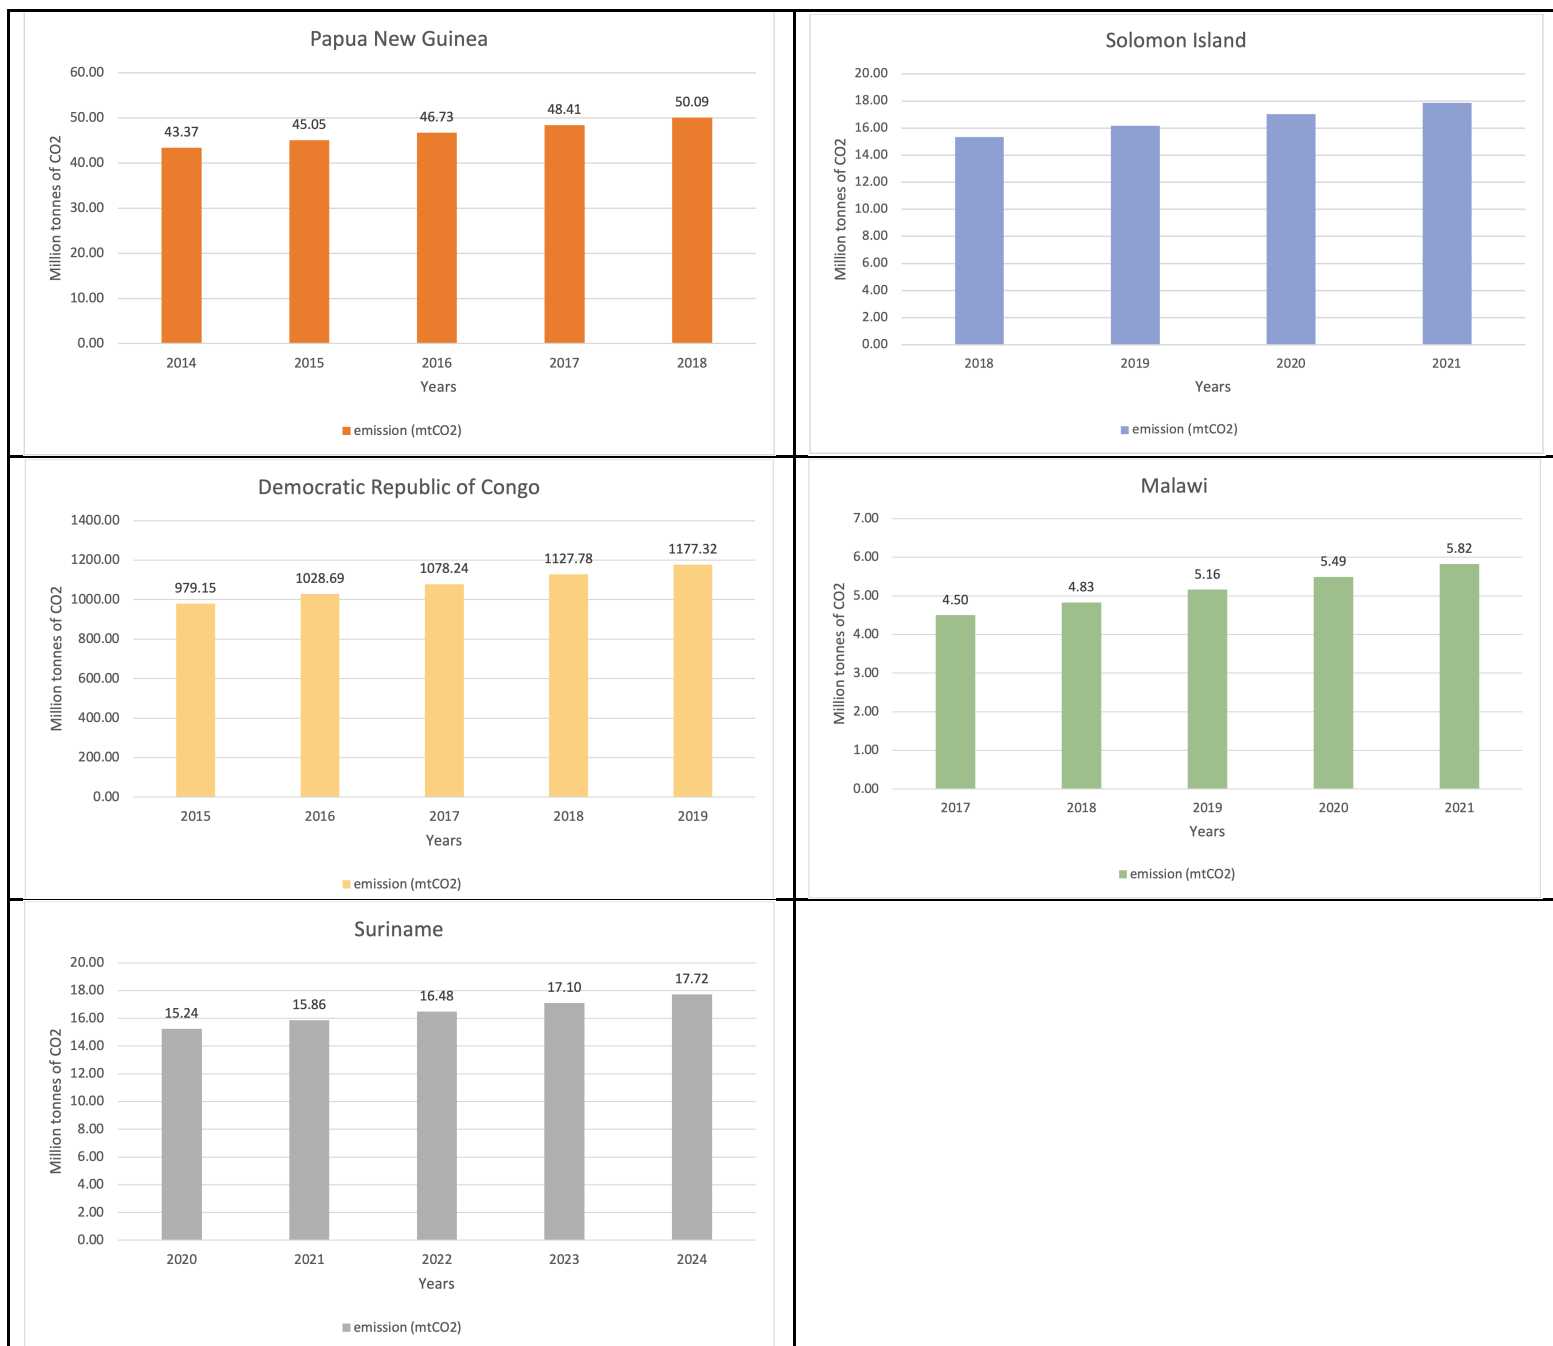 Papua New Guinea
60.00
50.00
40.00
30.00
20.00
10.00
0.00
Million tonnes of CO2
43.37
45.05
46.73
48.41
50.09
2014 2015 2016 2017 2018
Years
emission (mtCO2)
Solomon Island
20.00
18.00
16.00
14.00
12.00
10.00
8.00
6.00
4.00
2.00
0.00
Million tonnes of CO2
2018 2019 2020 2021
Years
emission (mtCO2)
Democratic Republic of Congo
1400.00
1200.00
1000.00
800.00
600.00
400.00
200.00
0.00
Million tonnes of CO2
979.15
1028.69
1078.24
1127.78
1177.32
2015 2016 2017 2018 2019
Years
emission (mtCO2)
Malawi
7.00
6.00
5.00
4.00
3.00
2.00
1.00
0.00
Million tonnes of CO2
4.50
4.83
5.16
5.49
5.82
2017 2018 2019 2020 2021
Years
emission (mtCO2)
Suriname
20.00
18.00
16.00
14.00
12.00
10.00
8.00
6.00
4.00
2.00
0.00
Million tonnes of CO2
15.24
15.86
16.48
17.10
17.72
2020 2021 2022 2023 2024
Years
emission (mtCO2)